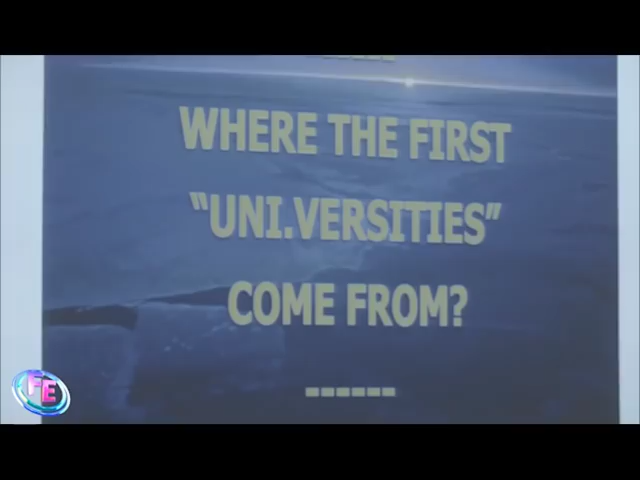 WHERE THE FIRST
“UNI.VERSITIES”
COME FROM?
------
FE